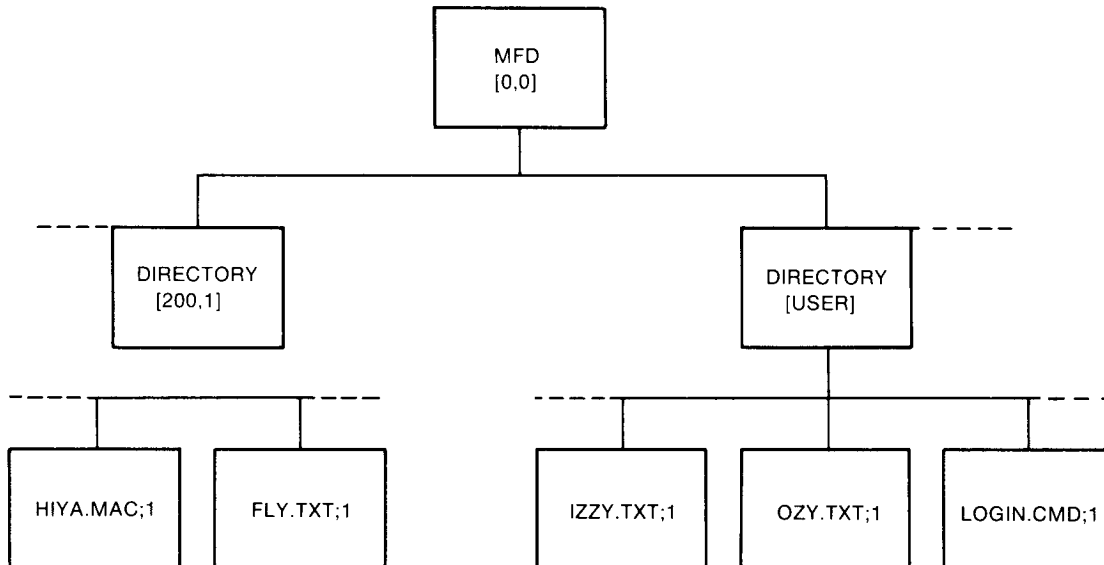 MFD
[0,0]
DIRECTORY
[200,1]
DIRECTORY
[USER]
HIYA.MAC;1
FLY.TXT;1
IZZY.TXT;1
OZY.TXT;1
LOGIN.CMD;1